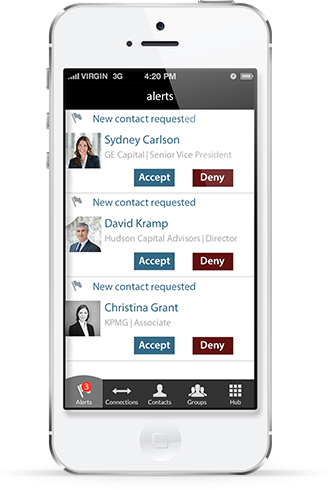 VIRGIN 3G 4:20 PM
alerts
New contact requested
Sydney Carlson
GE Capital | Senior Vice President
Accept Deny
New contact requested
David Kramp
Hudson Capital Advisors | Director
Accept Deny
New contact requested
Christina Grant
KPMG | Associate
Accept Deny
3
Alerts Connections Contacts Groups Hub